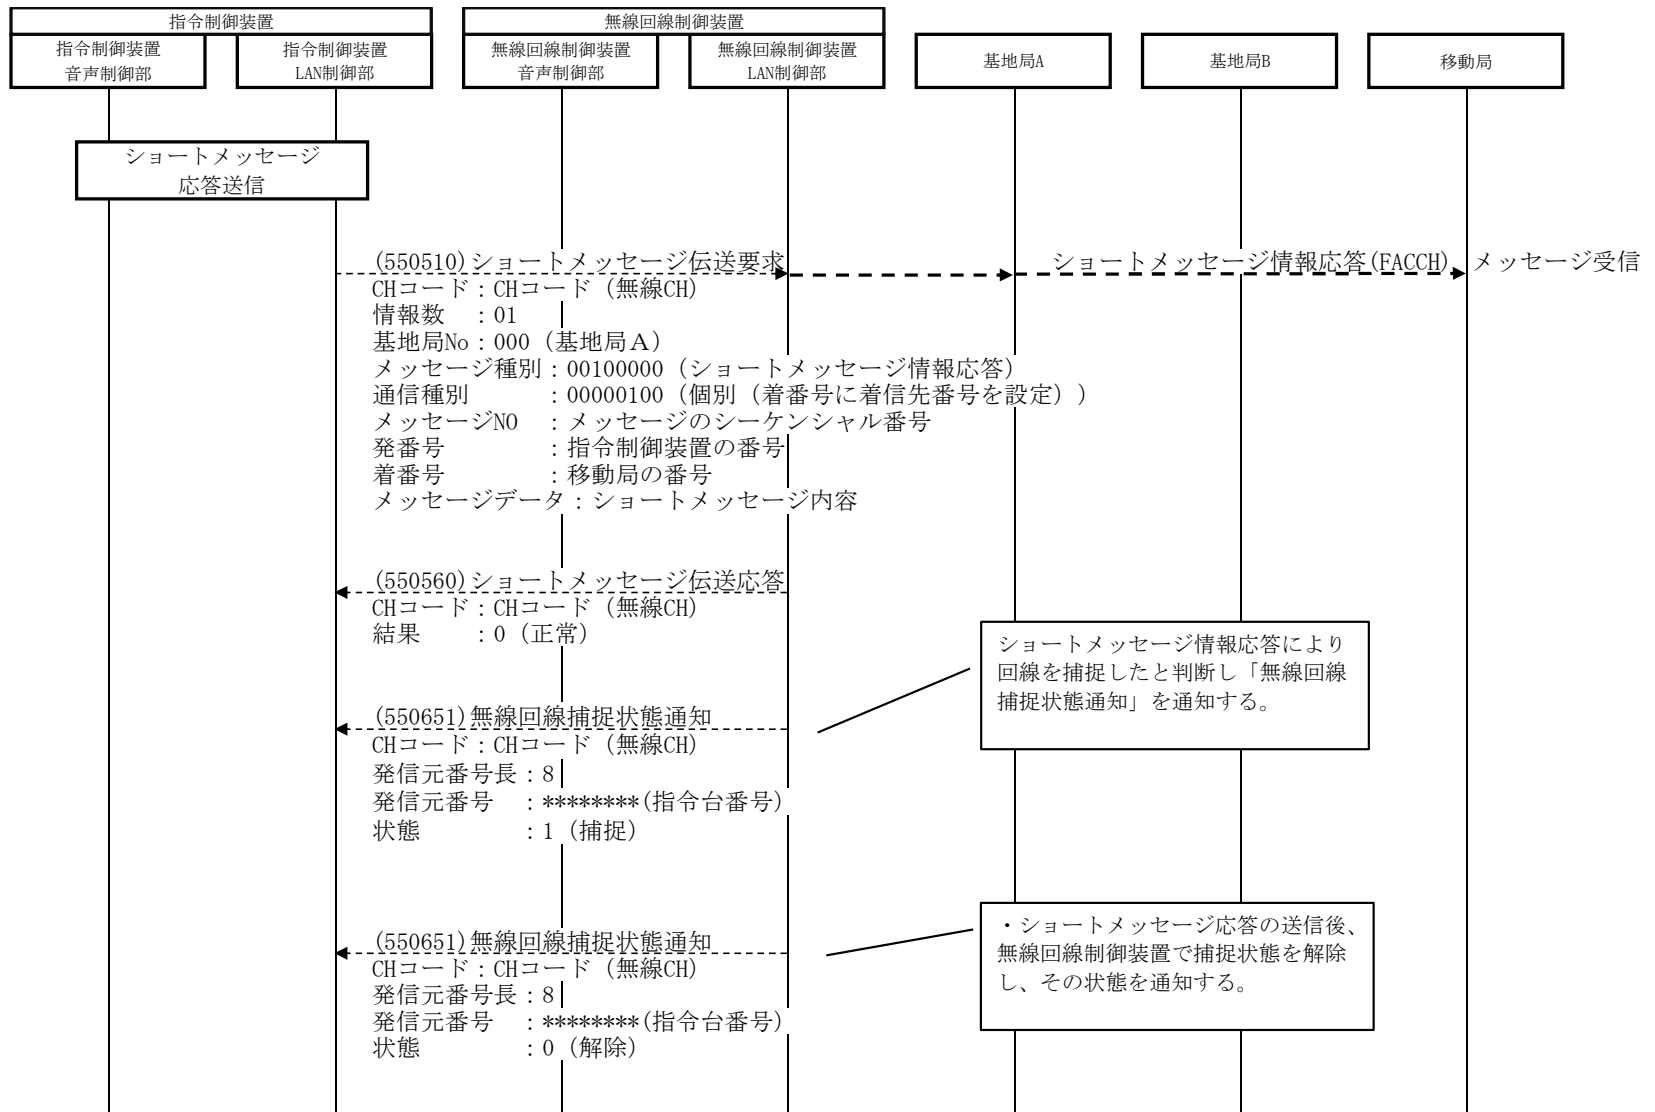 指令制御装置
無線回線制御装置
指令制御装置
音声制御部
指令制御装置
LAN制御部
無線回線制御装置
音声制御部
無線回線制御装置
LAN制御部
基地局A
基地局B
移動局
ショートメッセージ
応答送信
(550510)ショートメッセージ伝送要求
ショートメッセージ情報応答(FACCH)
メッセージ受信
CHコード：CHコード（無線CH）
情報数　：01
基地局No：000（基地局Ａ）
メッセージ種別：00100000（ショートメッセージ情報応答）
通信種別　　　：00000100（個別（着番号に着信先番号を設定））
メッセージNO　：メッセージのシーケンシャル番号
発番号　　　　：指令制御装置の番号
着番号　　　　：移動局の番号
メッセージデータ：ショートメッセージ内容
(550560)ショートメッセージ伝送応答
CHコード：CHコード（無線CH）
結果　　：0（正常）
ショートメッセージ情報応答により
回線を捕捉したと判断し「無線回線
捕捉状態通知」を通知する。
(550651)無線回線捕捉状態通知
CHコード：CHコード（無線CH）
発信元番号長：8
発信元番号　：********(指令台番号)
状態　　　　：1（捕捉）
・ショートメッセージ応答の送信後、
無線回線制御装置で捕捉状態を解除
し、その状態を通知する。
(550651)無線回線捕捉状態通知
CHコード：CHコード（無線CH）
発信元番号長：8
発信元番号　：********(指令台番号)
状態　　　　：0（解除）